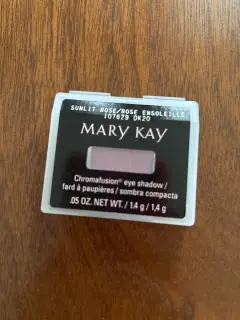 SUNLIT ROSE/ROSE ENSOLEILLE
107629 DK20
MARY KAY
Chromafusion® eye shadow/
fard à paupières / sombra compacta
.05 OZ. NET WT. / 1.4 g / 1,4 g